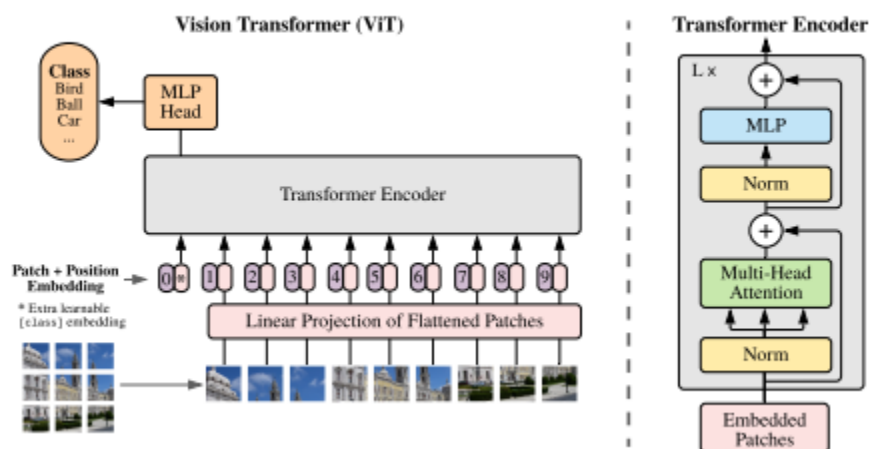 Vision Transformer (ViT)
Class
Bird
Ball
Car
...
MLP
Head
Transformer Encoder
Patch + Position
Embedding
0 * 1 2 3 4 5 6 7 8 9
* Extra learnable
[class] embedding
Linear Projection of Flattened Patches
Transformer Encoder
L ×
+
MLP
Norm
+
Multi-Head
Attention
Norm
Embedded
Patches